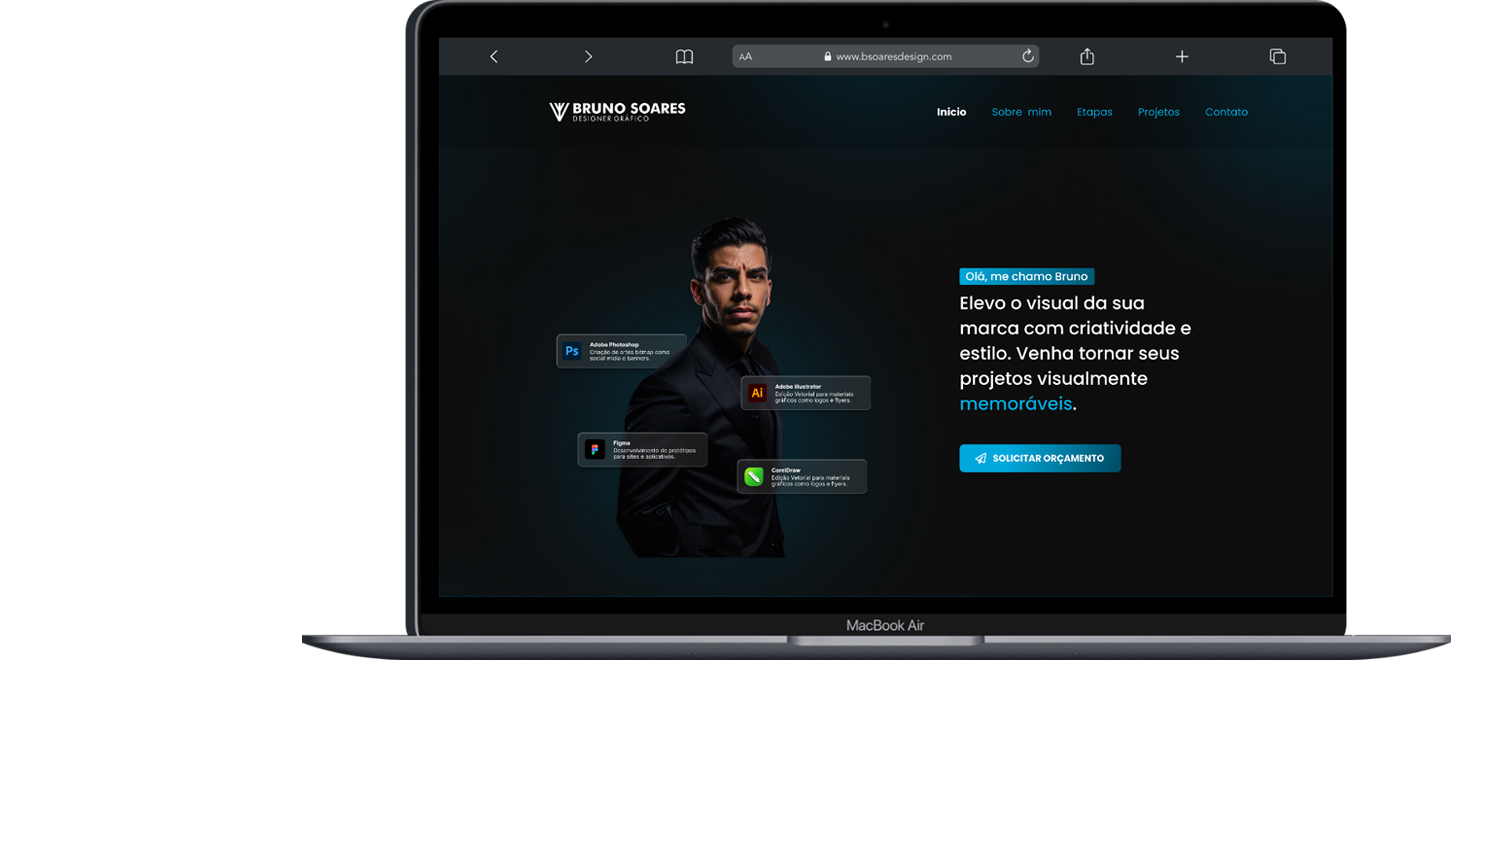 AA
www.bsoaresdesign.com
BRUNO SOARES
DESIGNER GRÁFICO
Inicio
Sobre mim
Etapas
Projetos
Contato
Olá, me chamo Bruno
Elevo o visual da sua
marca com criatividade e
estilo. Venha tornar seus
projetos visualmente
memoráveis.
SOLICITAR ORÇAMENTO
Ps
Adobe Photoshop
Criação de artes bitmap como
social mídia e banners.
Ai
Adobe Illustrator
Edição Vetorial para materiais
gráficos como logos e flyers.
Figma
Desenvolvimento de protótipos
para sites e aplicativos.
CorelDraw
Edição Vetorial para materiais
gráficos como logos e flyers.
MacBook Air